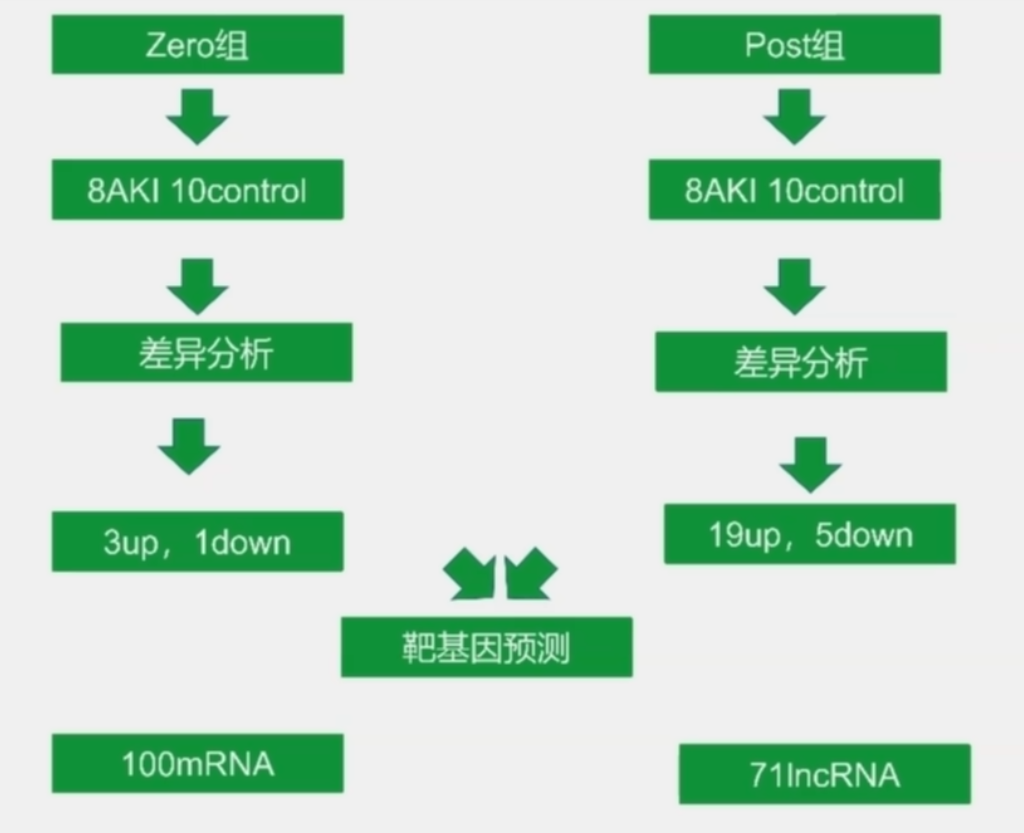 Zero组
Post组
8AKI 10control
8AKI 10control
差异分析
差异分析
3up，1down
19up，5down
靶基因预测
100mRNA
71lncRNA